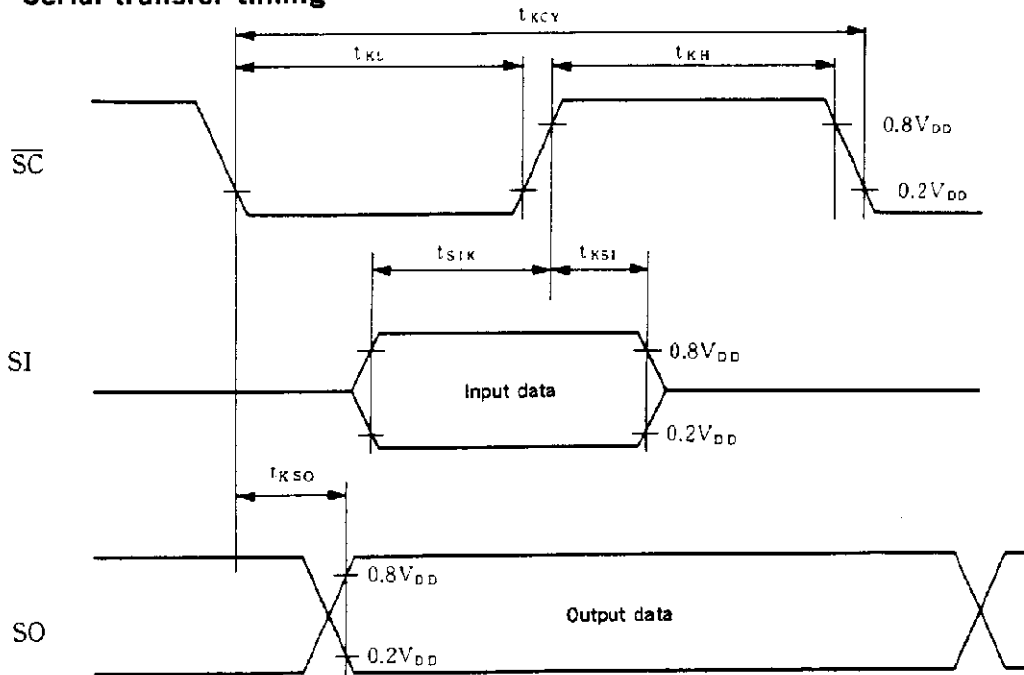 Serial transfer timing
tKCY
tKL
tKH
0.8VDD
SC
0.2VDD
tSIK
tKSI
0.8VDD
SI
Input data
0.2VDD
tKSO
0.8VDD
Output data
SO
0.2VDD